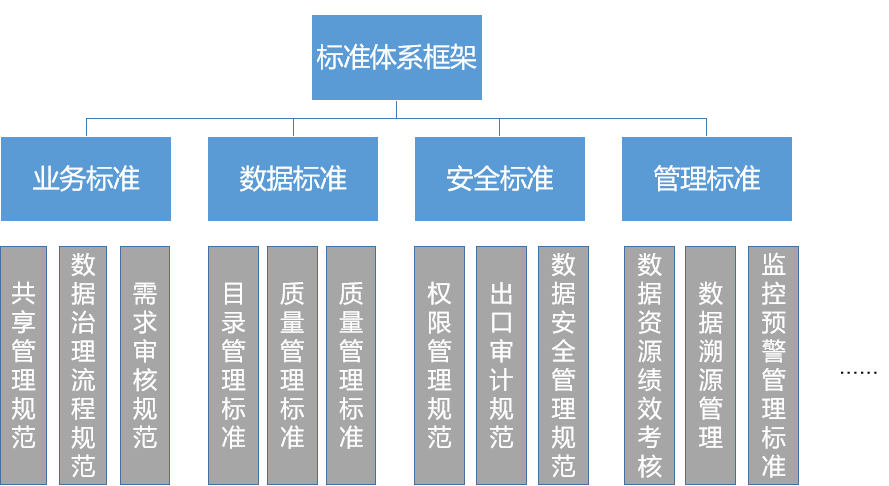 标准体系框架
业务标准
数据标准
安全标准
管理标准
共享管理规范
数据治理流程规范
需求审核规范
目录管理标准
质量管理标准
质量管理标准
权限管理规范
出口审计规范
数据安全管理规范
数据资源绩效考核
数据溯源管理
监控预警管理标准
……